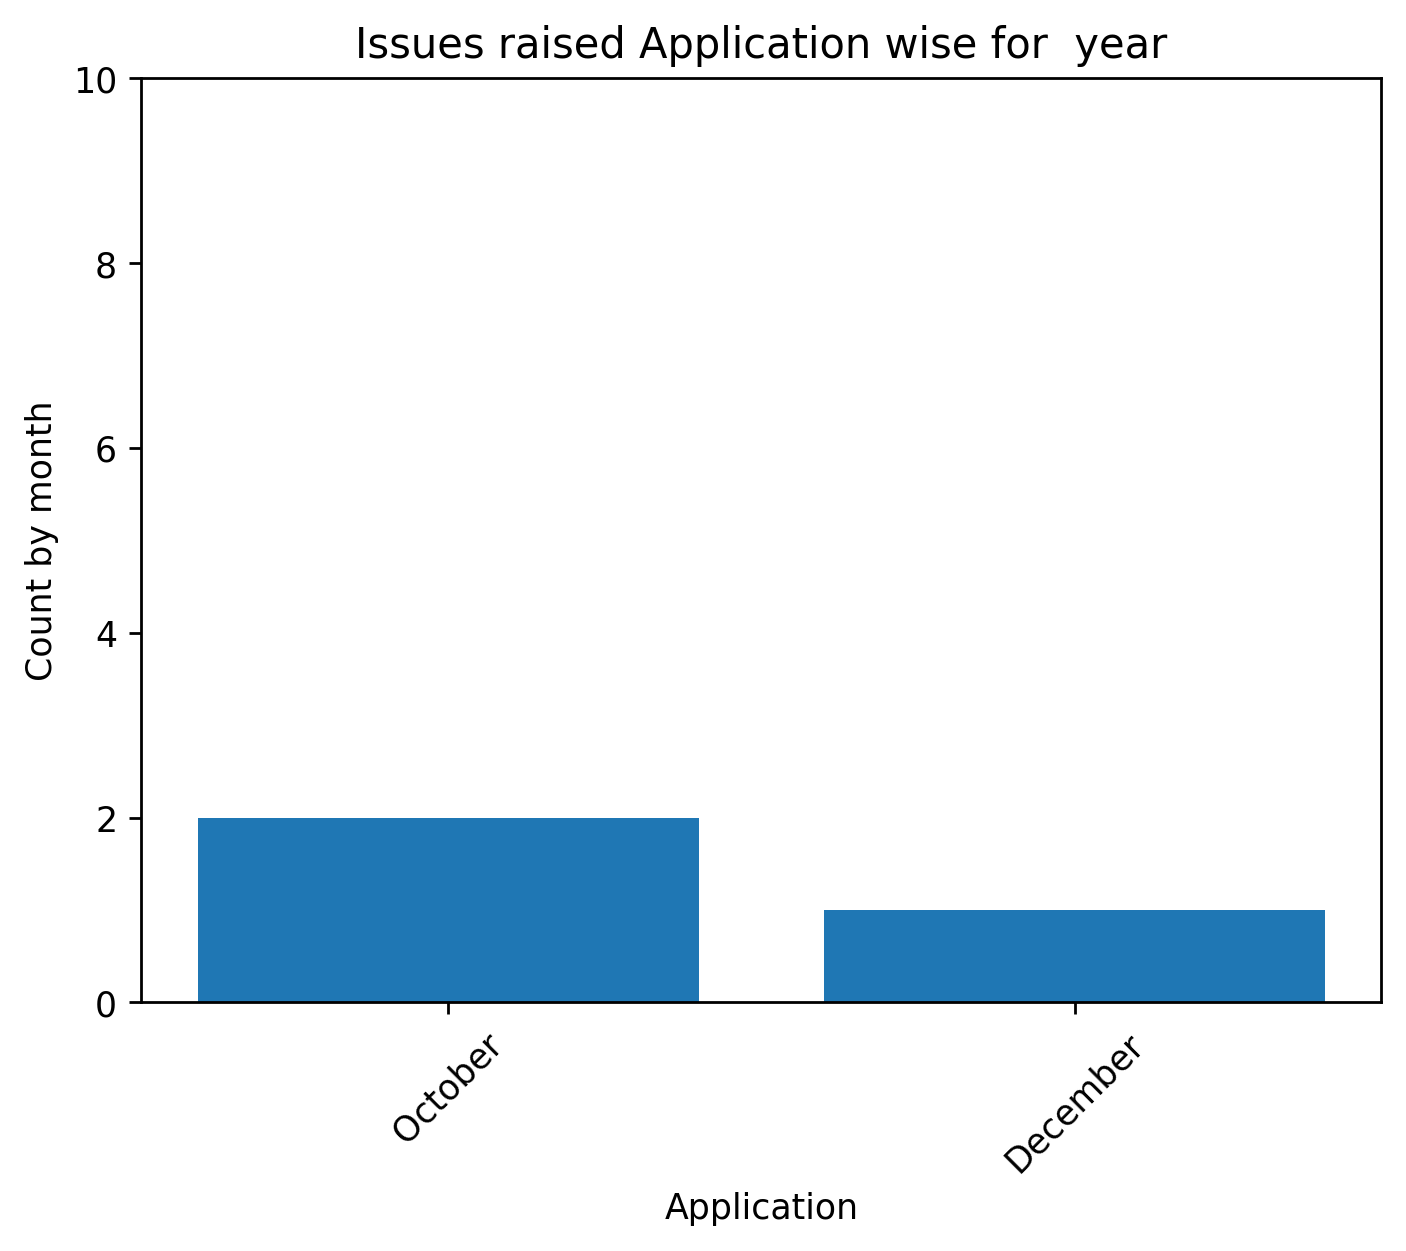 Issues raised Application wise for  year
10
8
6
4
2
0
Count by month
October
December
Application